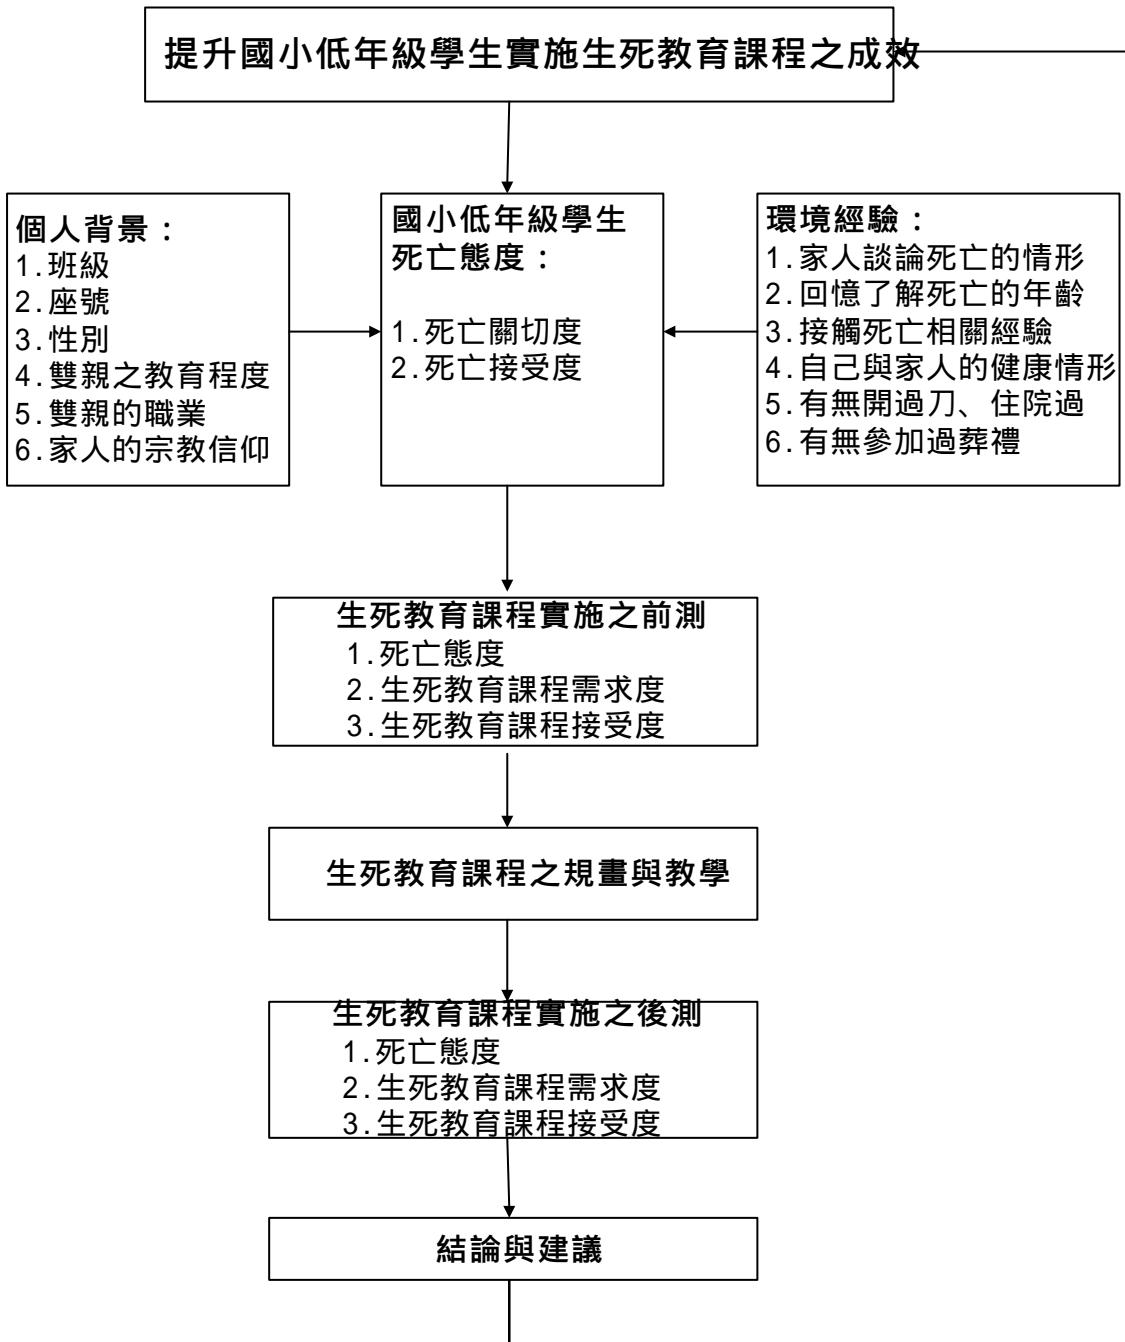 提升國小低年級學生實施生死教育課程之成效
個人背景：
1.班級
2.座號
3.性別
4.雙親之教育程度
5.雙親的職業
6.家人的宗教信仰
國小低年級學生
死亡態度：
1.死亡關切度
2.死亡接受度
環境經驗：
1.家人談論死亡的情形
2.回憶了解死亡的年齡
3.接觸死亡相關經驗
4.自己與家人的健康情形
5.有無開過刀、住院過
6.有無參加過葬禮
生死教育課程實施之前測
1.死亡態度
2.生死教育課程需求度
3.生死教育課程接受度
生死教育課程之規畫與教學
生死教育課程實施之後測
1.死亡態度
2.生死教育課程需求度
3.生死教育課程接受度
結論與建議